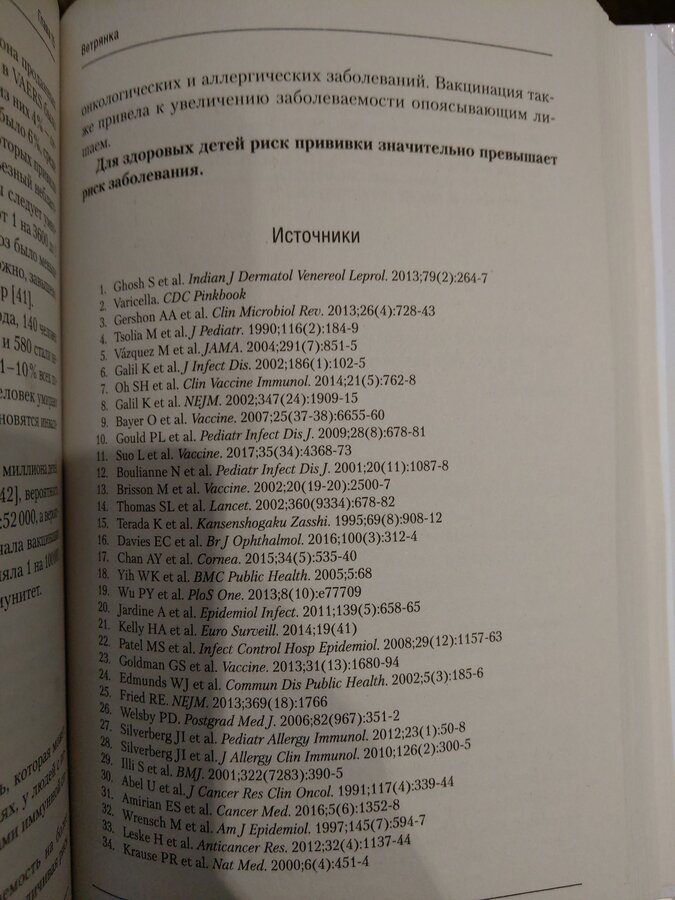 Ветрянка
онкологических и аллергических заболеваний. Вакцинация так-
же привела к увеличению заболеваемости опоясывающим ли-
шаем.
Для здоровых детей риск прививки значительно превышает
риск заболевания.
Источники
1. Ghosh S et al. Indian J Dermatol Venereol Leprol. 2013;79(2):264-7
2. Varicella. CDC Pinkbook
3. Gershon AA et al. Clin Microbiol Rev. 2013;26(4):728-43
4. Tsolia M et al. J Pediatr. 1990;116(2):184-9
5. Vázquez M et al. JAMA. 2004;291(7):851-5
6. Galil K et al. J Infect Dis. 2002;186(1):102-5
7. Oh SH et al. Clin Vaccine Immunol. 2014;21(5):762-8
8. Galil K et al. NEJM. 2002;347(24):1909-15
9. Bayer O et al. Vaccine. 2007;25(37-38):6655-60
10. Gould PL et al. Pediatr Infect Dis J. 2009;28(8):678-81
11. Suo L et al. Vaccine. 2017;35(34):4368-73
12. Boulianne N et al. Pediatr Infect Dis J. 2001;20(11):1087-8
13. Brisson M et al. Vaccine. 2002;20(19-20):2500-7
14. Thomas SL et al. Lancet. 2002;360(9334):678-82
15. Terada K et al. Kansenshogaku Zasshi. 1995;69(8):908-12
16. Davies EC et al. Br J Ophthalmol. 2016;100(3):312-4
17. Chan AY et al. Cornea. 2015;34(5):535-40
18. Yih WK et al. BMC Public Health. 2005;5:68
19. Wu PY et al. PloS One. 2013;8(10):e77709
20. Jardine A et al. Epidemiol Infect. 2011;139(5):658-65
21. Kelly HA et al. Euro Surveill. 2014;19(41)
22. Patel MS et al. Infect Control Hosp Epidemiol. 2008;29(12):1157-63
23. Goldman GS et al. Vaccine. 2013;31(13):1680-94
24. Edmunds WJ et al. Commun Dis Public Health. 2002;5(3):185-6
25. Fried RE. NEJM. 2013;369(18):1766
26. Welsby PD. Postgrad Med J. 2006;82(967):351-2
27. Silverberg JI et al. Pediatr Allergy Immunol. 2012;23(1):50-8
28. Silverberg JI et al. J Allergy Clin Immunol. 2010;126(2):300-5
29. Illi S et al. BMJ. 2001;322(7283):390-5
30. Abel U et al. J Cancer Res Clin Oncol. 1991;117(4):339-44
31. Amirian ES et al. Cancer Med. 2016;5(6):1352-8
32. Wrensch M et al. Am J Epidemiol. 1997;145(7):594-7
33. Leske H et al. Anticancer Res. 2012;32(4):1137-44
34. Krause PR et al. Nat Med. 2000;6(4):451-4